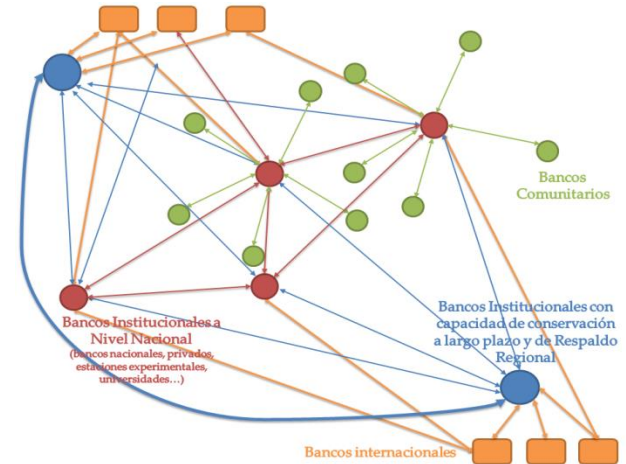 Bancos
Comunitarios
Bancos Institucionales con
capacidad de conservación
a largo plazo y de Respaldo
Regional
Bancos Institucionales a
Nivel Nacional
(bancos nacionales, privados,
estaciones experimentales,
universidades...)
Bancos internacionales